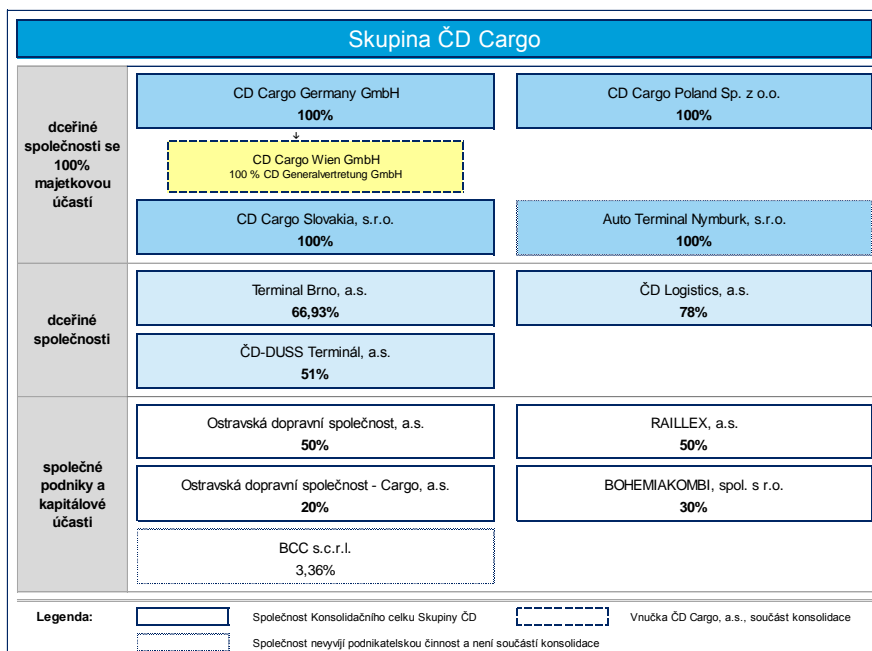 Skupina ČD Cargo
dceřiné
společnosti se
100%
majetkovou
účastí
CD Cargo Germany GmbH
100%
CD Cargo Poland Sp. z o.o.
100%
CD Cargo Wien GmbH
100 % CD Generalvertretung GmbH
CD Cargo Slovakia, s.r.o.
100%
Auto Terminal Nymburk, s.r.o.
100%
dceřiné
společnosti
Terminal Brno, a.s.
66,93%
ČD Logistics, a.s.
78%
ČD-DUSS Terminál, a.s.
51%
společné
podniky a
kapitálové
účasti
Ostravská dopravní společnost, a.s.
50%
RAILLEX, a.s.
50%
Ostravská dopravní společnost - Cargo, a.s.
20%
BOHEMIAKOMBI, spol. s r.o.
30%
BCC s.c.r.l.
3,36%
Legenda:
Společnost Konsolidačního celku Skupiny ČD
Vnučka ČD Cargo, a.s., součást konsolidace
Společnost nevyvíjí podnikatelskou činnost a není součástí konsolidace